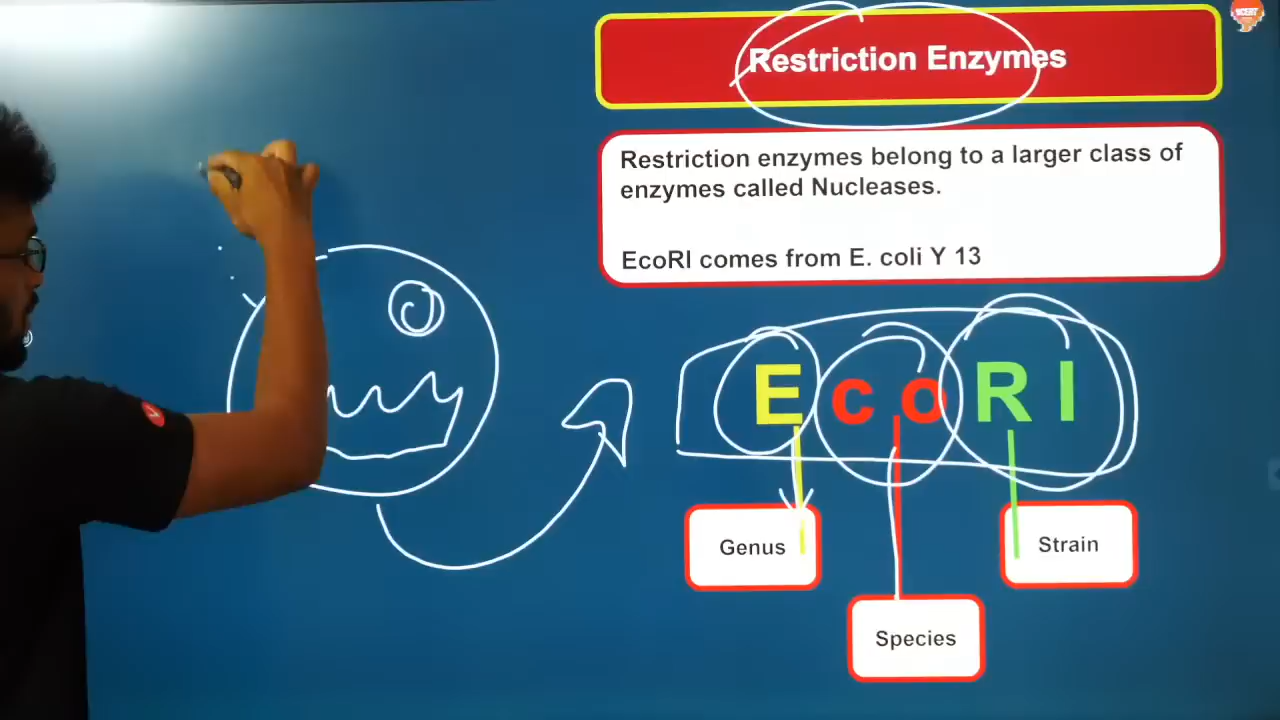 NCERT
Restriction Enzymes
Restriction enzymes belong to a larger class of
enzymes called Nucleases.
EcoRI comes from E. coli Y 13
E c o R I
Genus
Strain
Species